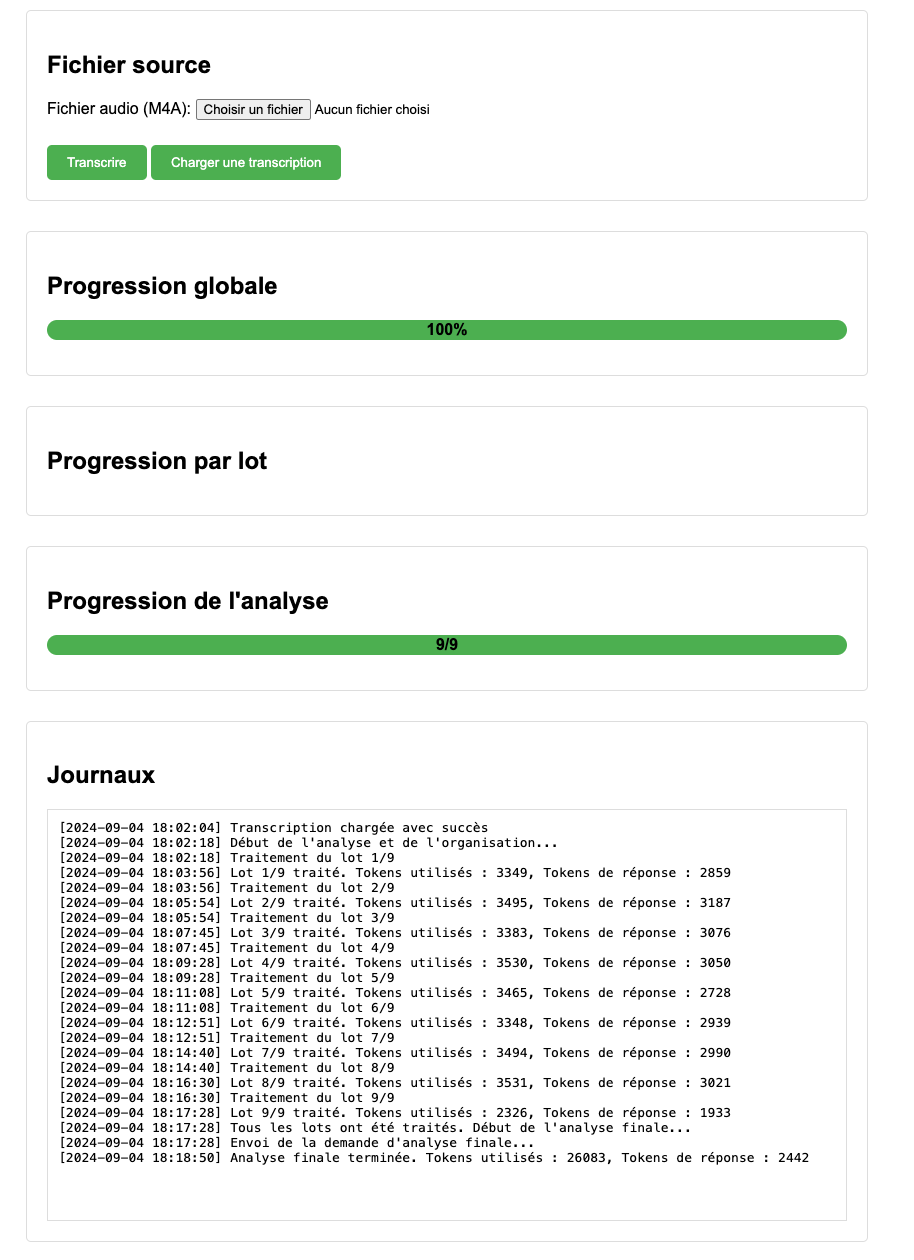 Fichier source
Fichier audio (M4A): Choisir un fichier Aucun fichier choisi
Transcrire Charger une transcription
Progression globale
100%
Progression par lot
Progression de l'analyse
9/9
Journaux
[2024-09-04 18:02:04] Transcription chargée avec succès
[2024-09-04 18:02:18] Début de l'analyse et de l'organisation...
[2024-09-04 18:02:18] Traitement du lot 1/9
[2024-09-04 18:03:56] Lot 1/9 traité. Tokens utilisés : 3349, Tokens de réponse : 2859
[2024-09-04 18:03:56] Traitement du lot 2/9
[2024-09-04 18:05:54] Lot 2/9 traité. Tokens utilisés : 3495, Tokens de réponse : 3187
[2024-09-04 18:05:54] Traitement du lot 3/9
[2024-09-04 18:07:45] Lot 3/9 traité. Tokens utilisés : 3383, Tokens de réponse : 3076
[2024-09-04 18:07:45] Traitement du lot 4/9
[2024-09-04 18:09:28] Lot 4/9 traité. Tokens utilisés : 3530, Tokens de réponse : 3050
[2024-09-04 18:09:28] Traitement du lot 5/9
[2024-09-04 18:11:08] Lot 5/9 traité. Tokens utilisés : 3465, Tokens de réponse : 2728
[2024-09-04 18:11:08] Traitement du lot 6/9
[2024-09-04 18:12:51] Lot 6/9 traité. Tokens utilisés : 3348, Tokens de réponse : 2939
[2024-09-04 18:12:51] Traitement du lot 7/9
[2024-09-04 18:14:40] Lot 7/9 traité. Tokens utilisés : 3494, Tokens de réponse : 2990
[2024-09-04 18:14:40] Traitement du lot 8/9
[2024-09-04 18:16:30] Lot 8/9 traité. Tokens utilisés : 3531, Tokens de réponse : 3021
[2024-09-04 18:16:30] Traitement du lot 9/9
[2024-09-04 18:17:28] Lot 9/9 traité. Tokens utilisés : 2326, Tokens de réponse : 1933
[2024-09-04 18:17:28] Tous les lots ont été traités. Début de l'analyse finale...
[2024-09-04 18:17:28] Envoi de la demande d'analyse finale...
[2024-09-04 18:18:50] Analyse finale terminée. Tokens utilisés : 26083, Tokens de réponse : 2442